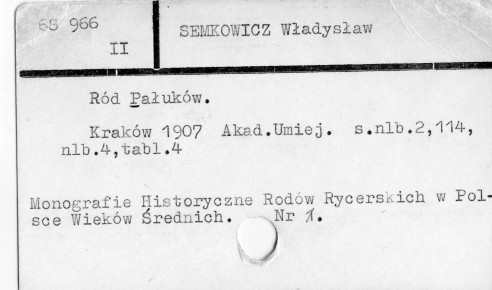 68 966
II
SEMKOWICZ Władysław
Ród Pałuków.
Kraków 1907 Akad.Umiej. s.nlb.2,114,
nlb.4,tabl.4
Monografie Historyczne Rodów Rycerskich w Pol-
sce Wieków Średnich. Nr 1.